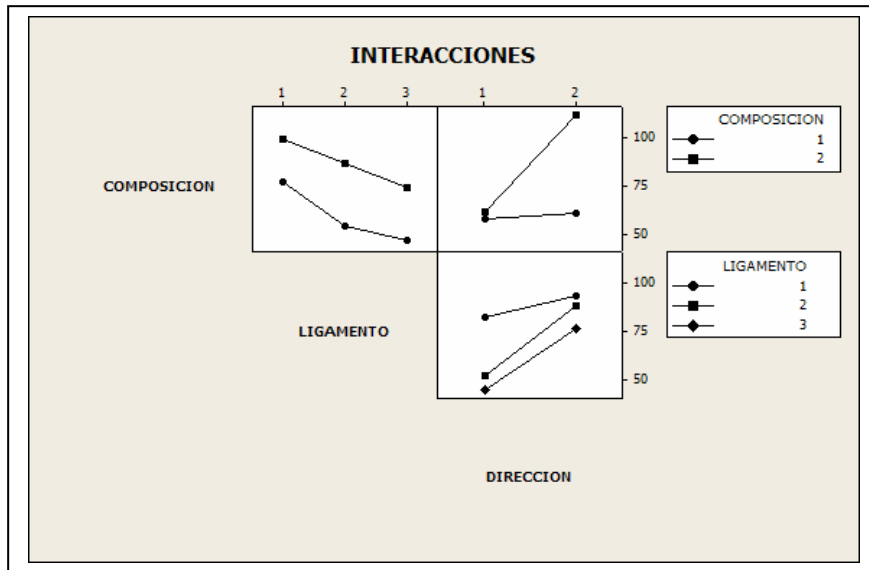 INTERACCIONES
1 2 3 1 2
COMPOSICION
100
75
50
COMPOSICION
1
2
LIGAMENTO
100
75
50
LIGAMENTO
1
2
3
DIRECCION